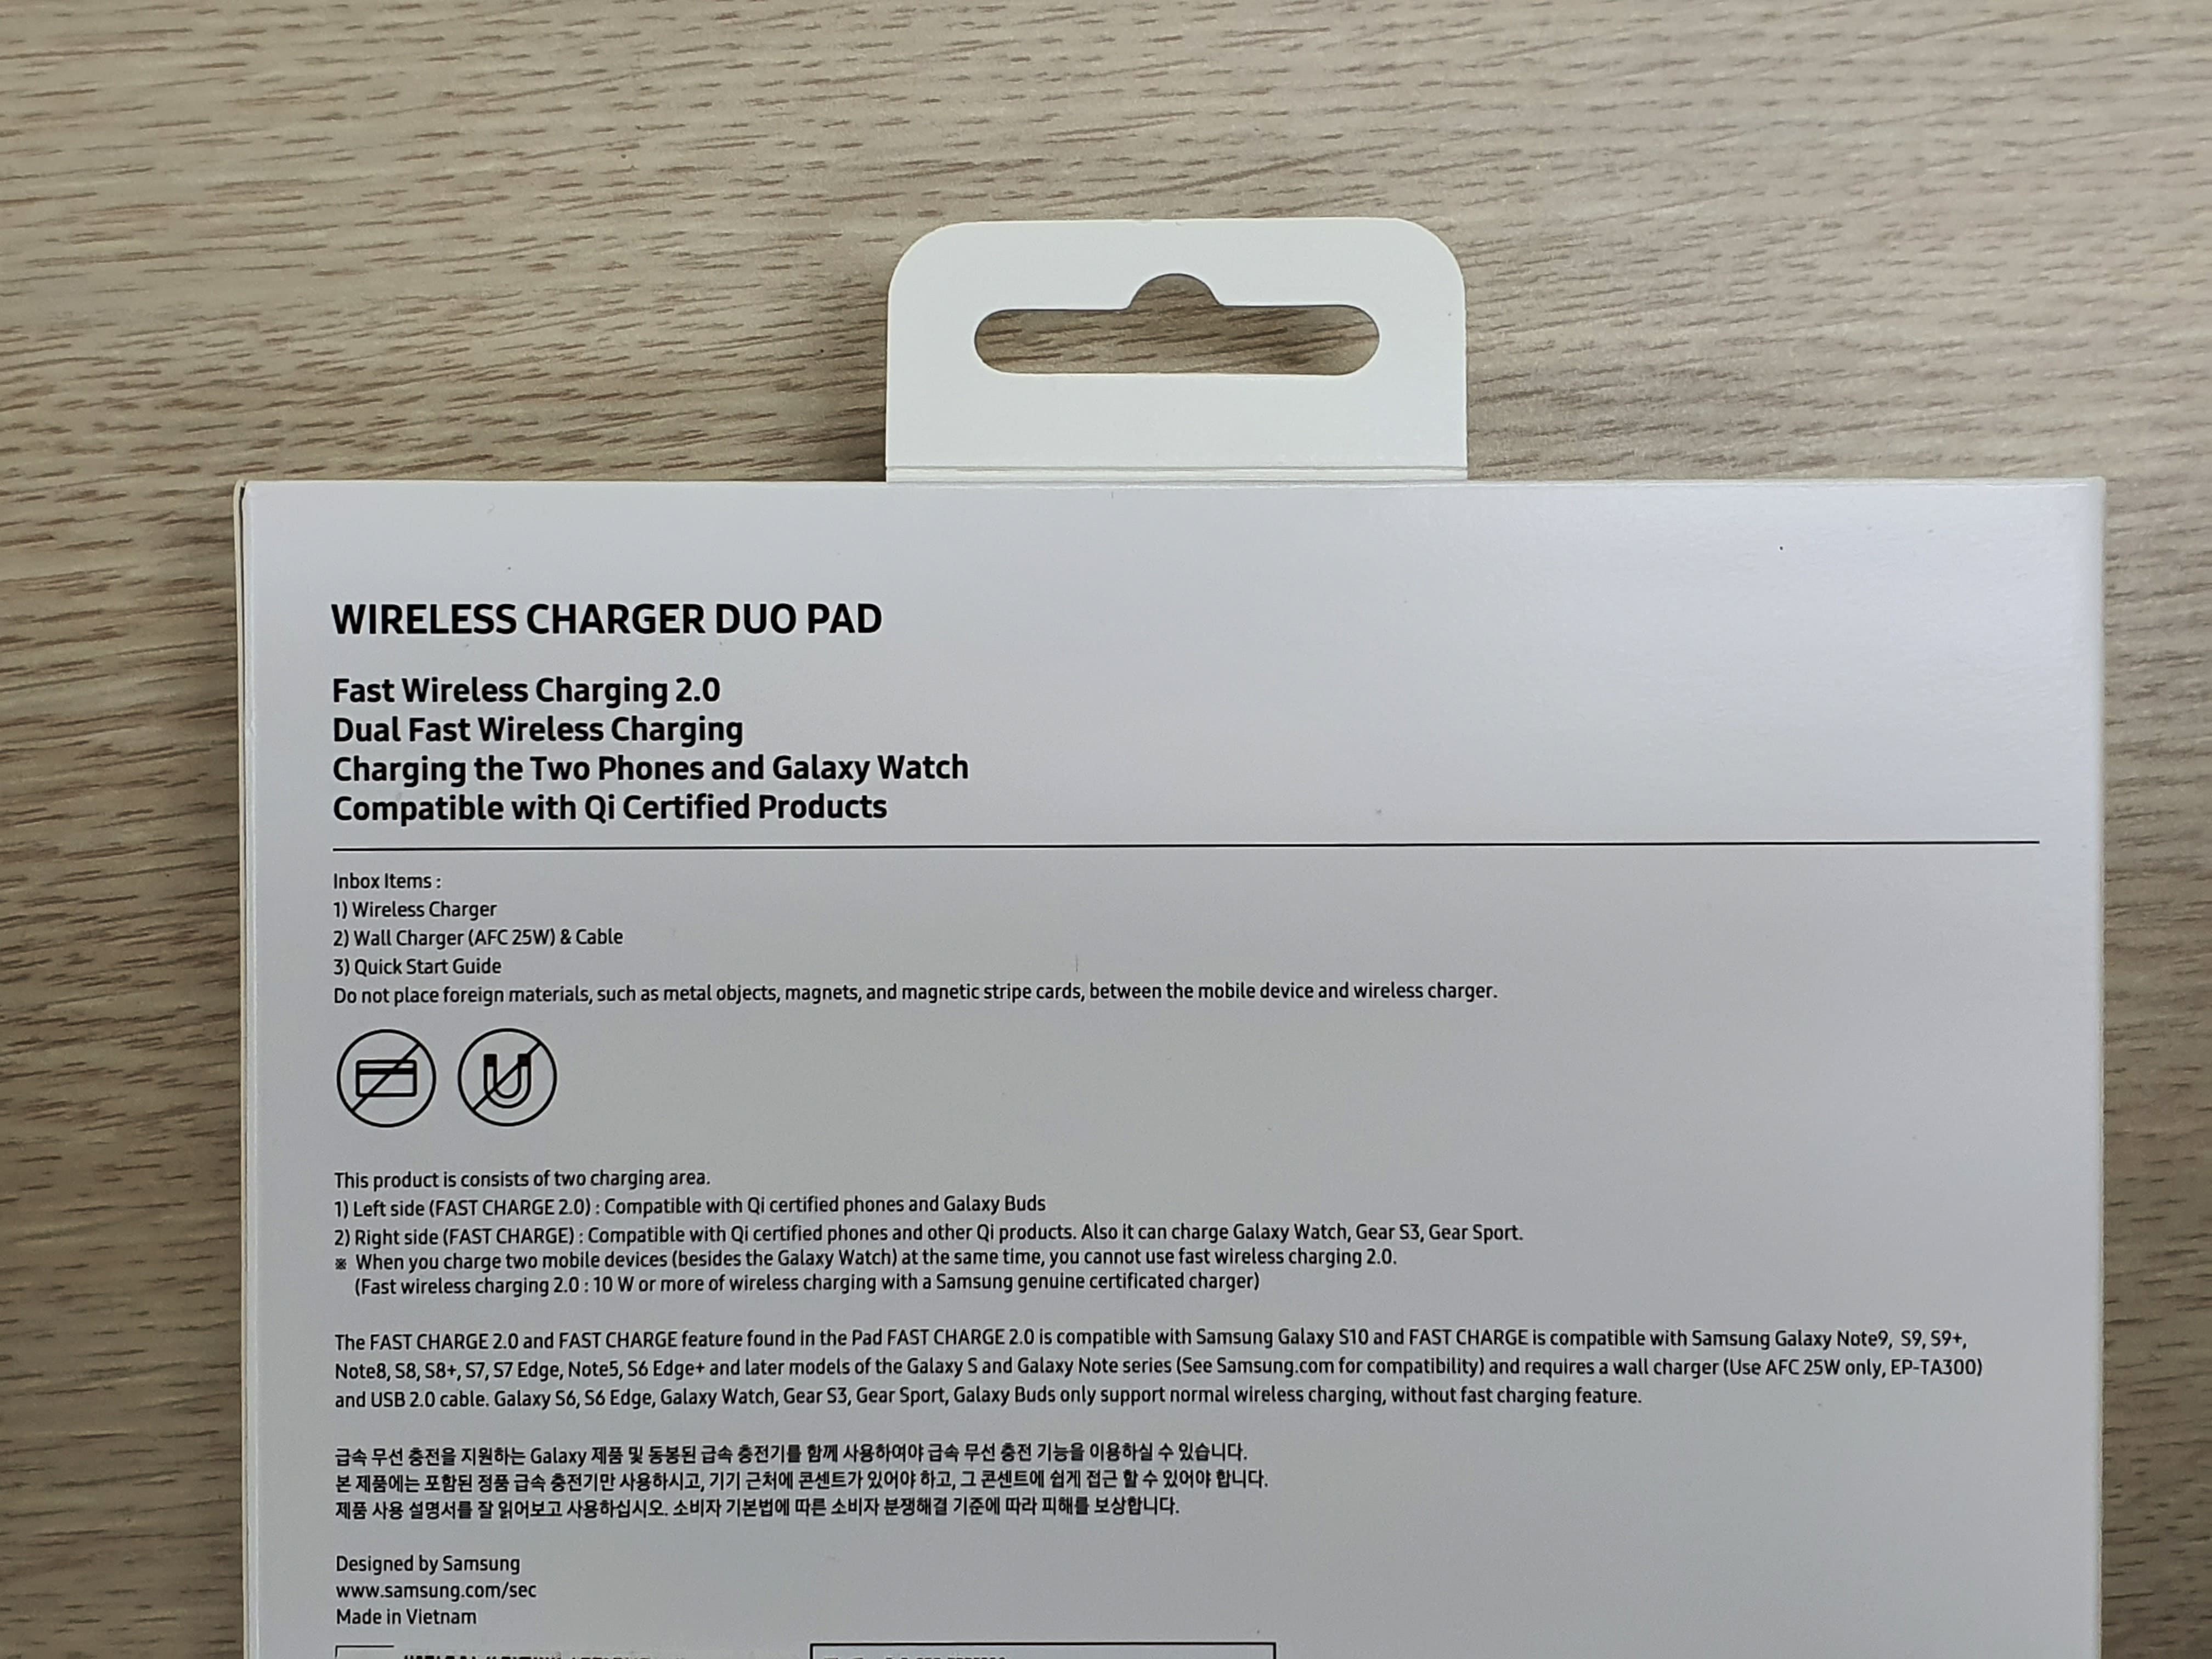 WIRELESS CHARGER DUO PAD
Fast Wireless Charging 2.0
Dual Fast Wireless Charging
Charging the Two Phones and Galaxy Watch
Compatible with Qi Certified Products
Inbox Items :
1) Wireless Charger
2) Wall Charger (AFC 25W) & Cable
3) Quick Start Guide
Do not place foreign materials, such as metal objects, magnets, and magnetic stripe cards, between the mobile device and wireless charger.
This product is consists of two charging area.
1) Left side (FAST CHARGE 2.0) : Compatible with Qi certified phones and Galaxy Buds
2) Right side (FAST CHARGE) : Compatible with Qi certified phones and other Qi products. Also it can charge Galaxy Watch, Gear S3, Gear Sport.
※ When you charge two mobile devices (besides the Galaxy Watch) at the same time, you cannot use fast wireless charging 2.0.
(Fast wireless charging 2.0 : 10 W or more of wireless charging with a Samsung genuine certificated charger)
The FAST CHARGE 2.0 and FAST CHARGE feature found in the Pad FAST CHARGE 2.0 is compatible with Samsung Galaxy S10 and FAST CHARGE is compatible with Samsung Galaxy Note9, S9, S9+,
Note8, S8, S8+, S7, S7 Edge, Note5, S6 Edge+ and later models of the Galaxy S and Galaxy Note series (See Samsung.com for compatibility) and requires a wall charger (Use AFC 25W only, EP-TA300)
and USB 2.0 cable. Galaxy S6, S6 Edge, Galaxy Watch, Gear S3, Gear Sport, Galaxy Buds only support normal wireless charging, without fast charging feature.
급속 무선 충전을 지원하는 Galaxy 제품 및 동봉된 급속 충전기를 함께 사용하여야 급속 무선 충전 기능을 이용하실 수 있습니다.
본 제품에는 포함된 정품 급속 충전기만 사용하시고, 기기 근처에 콘센트가 있어야 하고, 그 콘센트에 쉽게 접근 할 수 있어야 합니다.
제품 사용 설명서를 잘 읽어보고 사용하십시오. 소비자 기본법에 따른 소비자 분쟁해결 기준에 따라 피해를 보상합니다.
Designed by Samsung
www.samsung.com/sec
Made in Vietnam